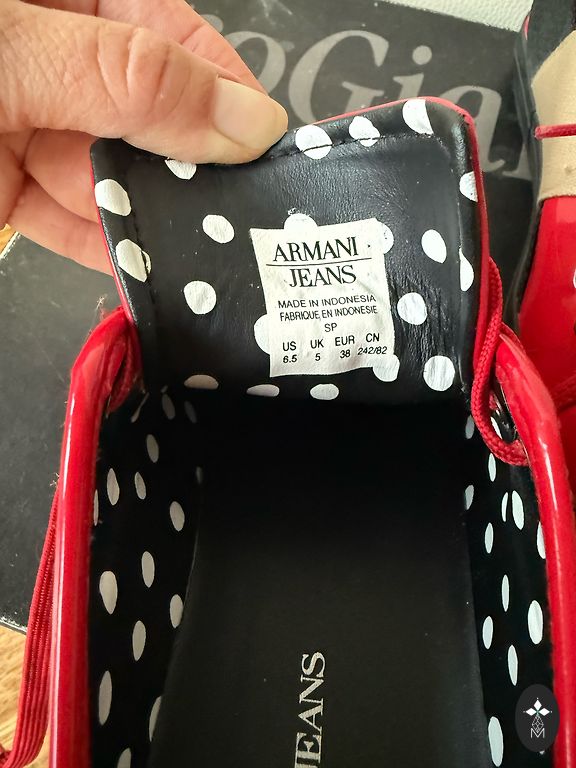 ARMANI
JEANS
MADE IN INDONESIA
FABRIQUE EN INDONESIE
SP
US UK EUR CN
6.5 5 38 242/82
JEANS